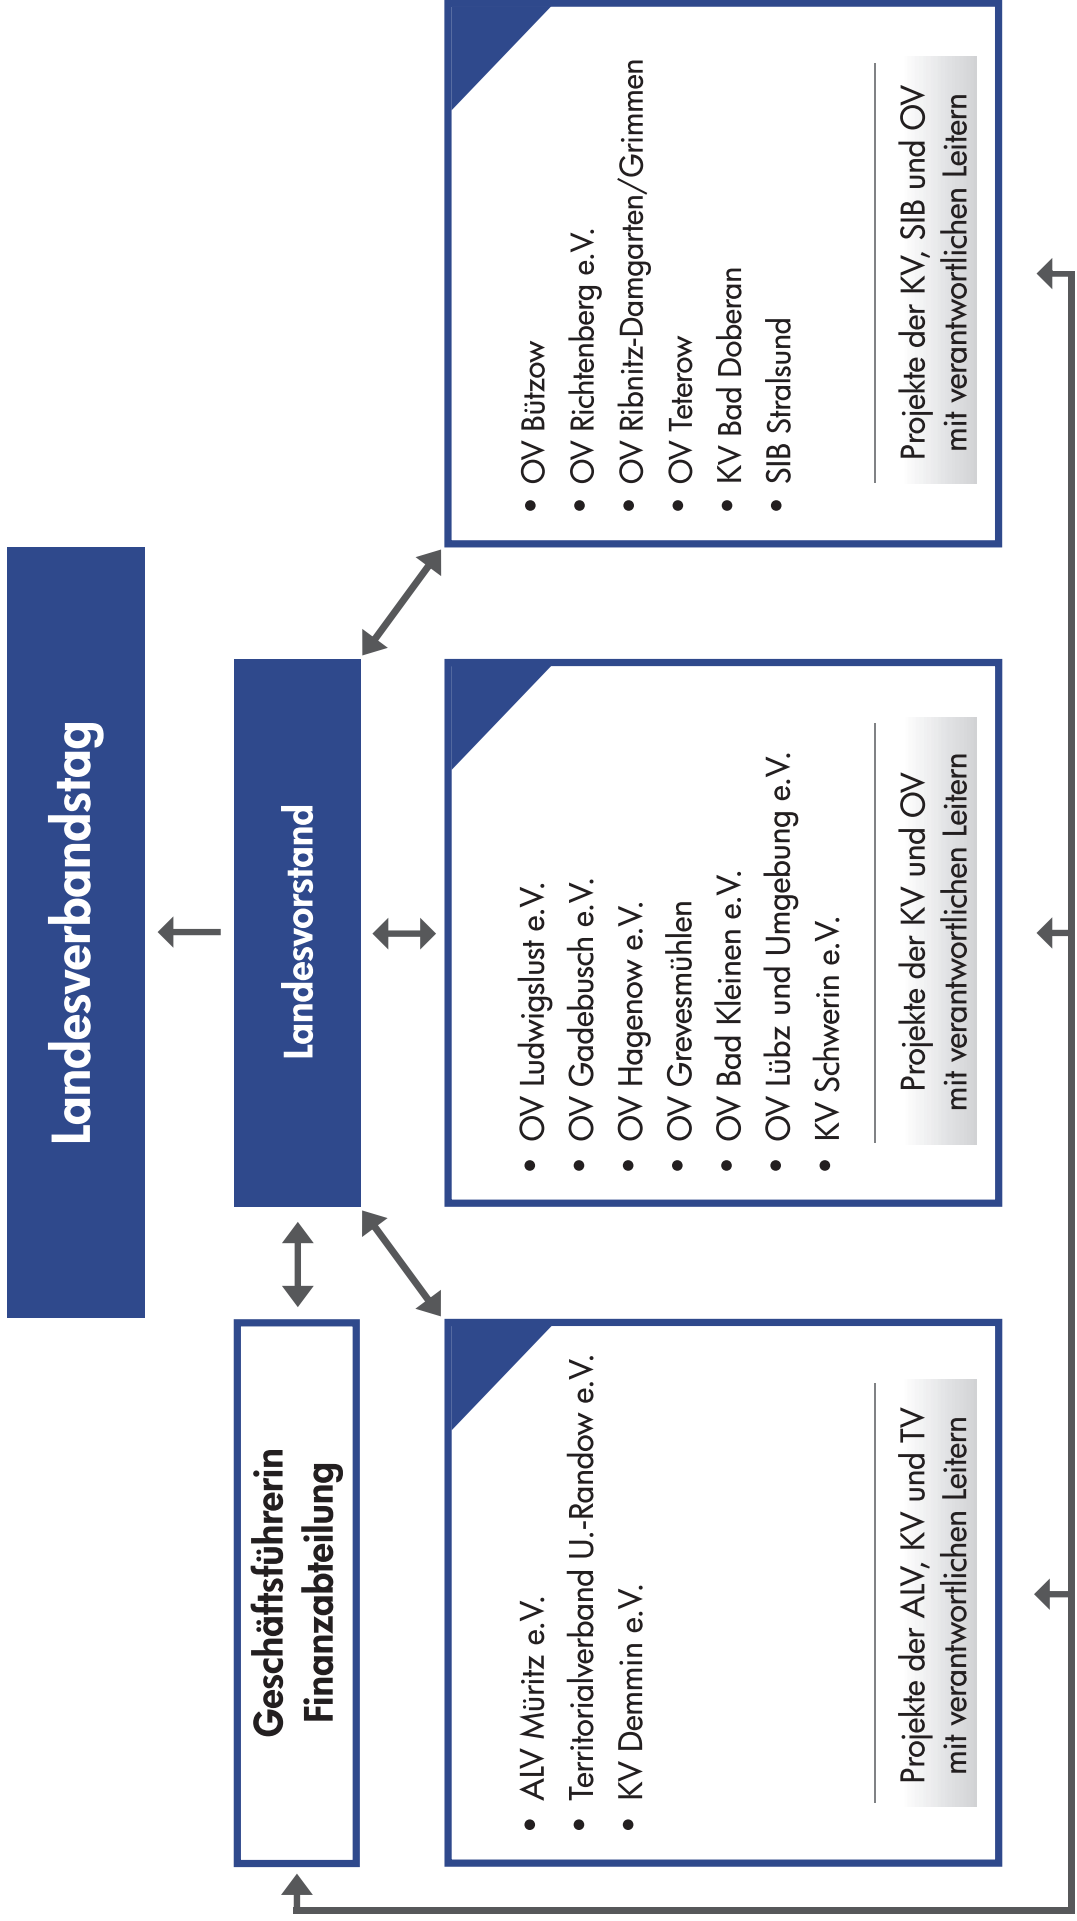 Landesverbandstag
Geschäftsführerin
Finanzabteilung
Landesvorstand
• ALV Müritz e.V.
• Territorialverband U.-Randow e.V.
• KV Demmin e.V.
Projekte der ALV, KV und TV
mit verantwortlichen Leitern
• OV Ludwigslust e.V.
• OV Gadebusch e.V.
• OV Hagenow e.V.
• OV Grevesmühlen
• OV Bad Kleinen e.V.
• OV Lübz und Umgebung e.V.
• KV Schwerin e.V.
Projekte der KV und OV
mit verantwortlichen Leitern
• OV Bützow
• OV Richtenberg e.V.
• OV Ribnitz-Damgarten/Grimmen
• OV Teterow
• KV Bad Doberan
• SIB Stralsund
Projekte der KV, SIB und OV
mit verantwortlichen Leitern